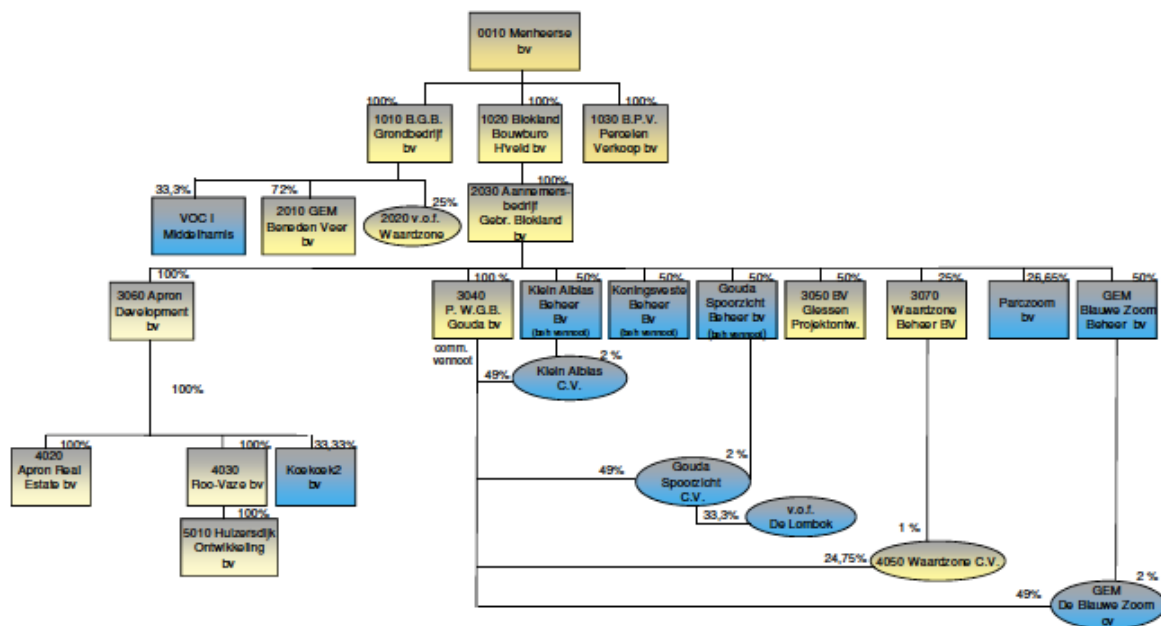 0010 Menheerse
bv
100%
100%
100%
1010 B.G.B.
Grondbedrijf
bv
1020 Blokland
Bouwburo
H'veld bv
1030 B.P.V.
Percelen
Verkoop bv
33,3%
72%
25%
100%
VOC I
Middelharnis
2010 GEM
Beneden Veer
bv
2020 v.o.f.
Waardzone
2030 Aannemers-
bedrijf
Gebr. Blokland
bv
100%
100 %
50%
50%
50%
50%
25%
26,65%
50%
3060 Apron
Development
bv
3040
P. W.G.B.
Gouda bv
Klein Alblas
Beheer
Bv
(beh vennoot)
Koningsveste
Beheer
Bv
(beh vennoot)
Gouda
Spoorzicht
Beheer bv
(beh vennoot)
3050 BV
Giessen
Projektontw.
3070
Waardzone
Beheer BV
Parczoom
bv
GEM
Blauwe Zoom
Beheer bv
comm.
vennoot
2 %
49%
Klein Alblas
C.V.
100%
100%
100%
33,33%
4020
Apron Real
Estate bv
4030
Roo-Vaze bv
Koekoek2
bv
2 %
49%
Gouda
Spoorzicht
C.V.
33,3%
v.o.f.
De Lombok
100%
5010 Huizersdijk
Ontwikkeling
bv
1 %
24,75%
4050 Waardzone C.V.
2 %
49%
GEM
De Blauwe Zoom
cv